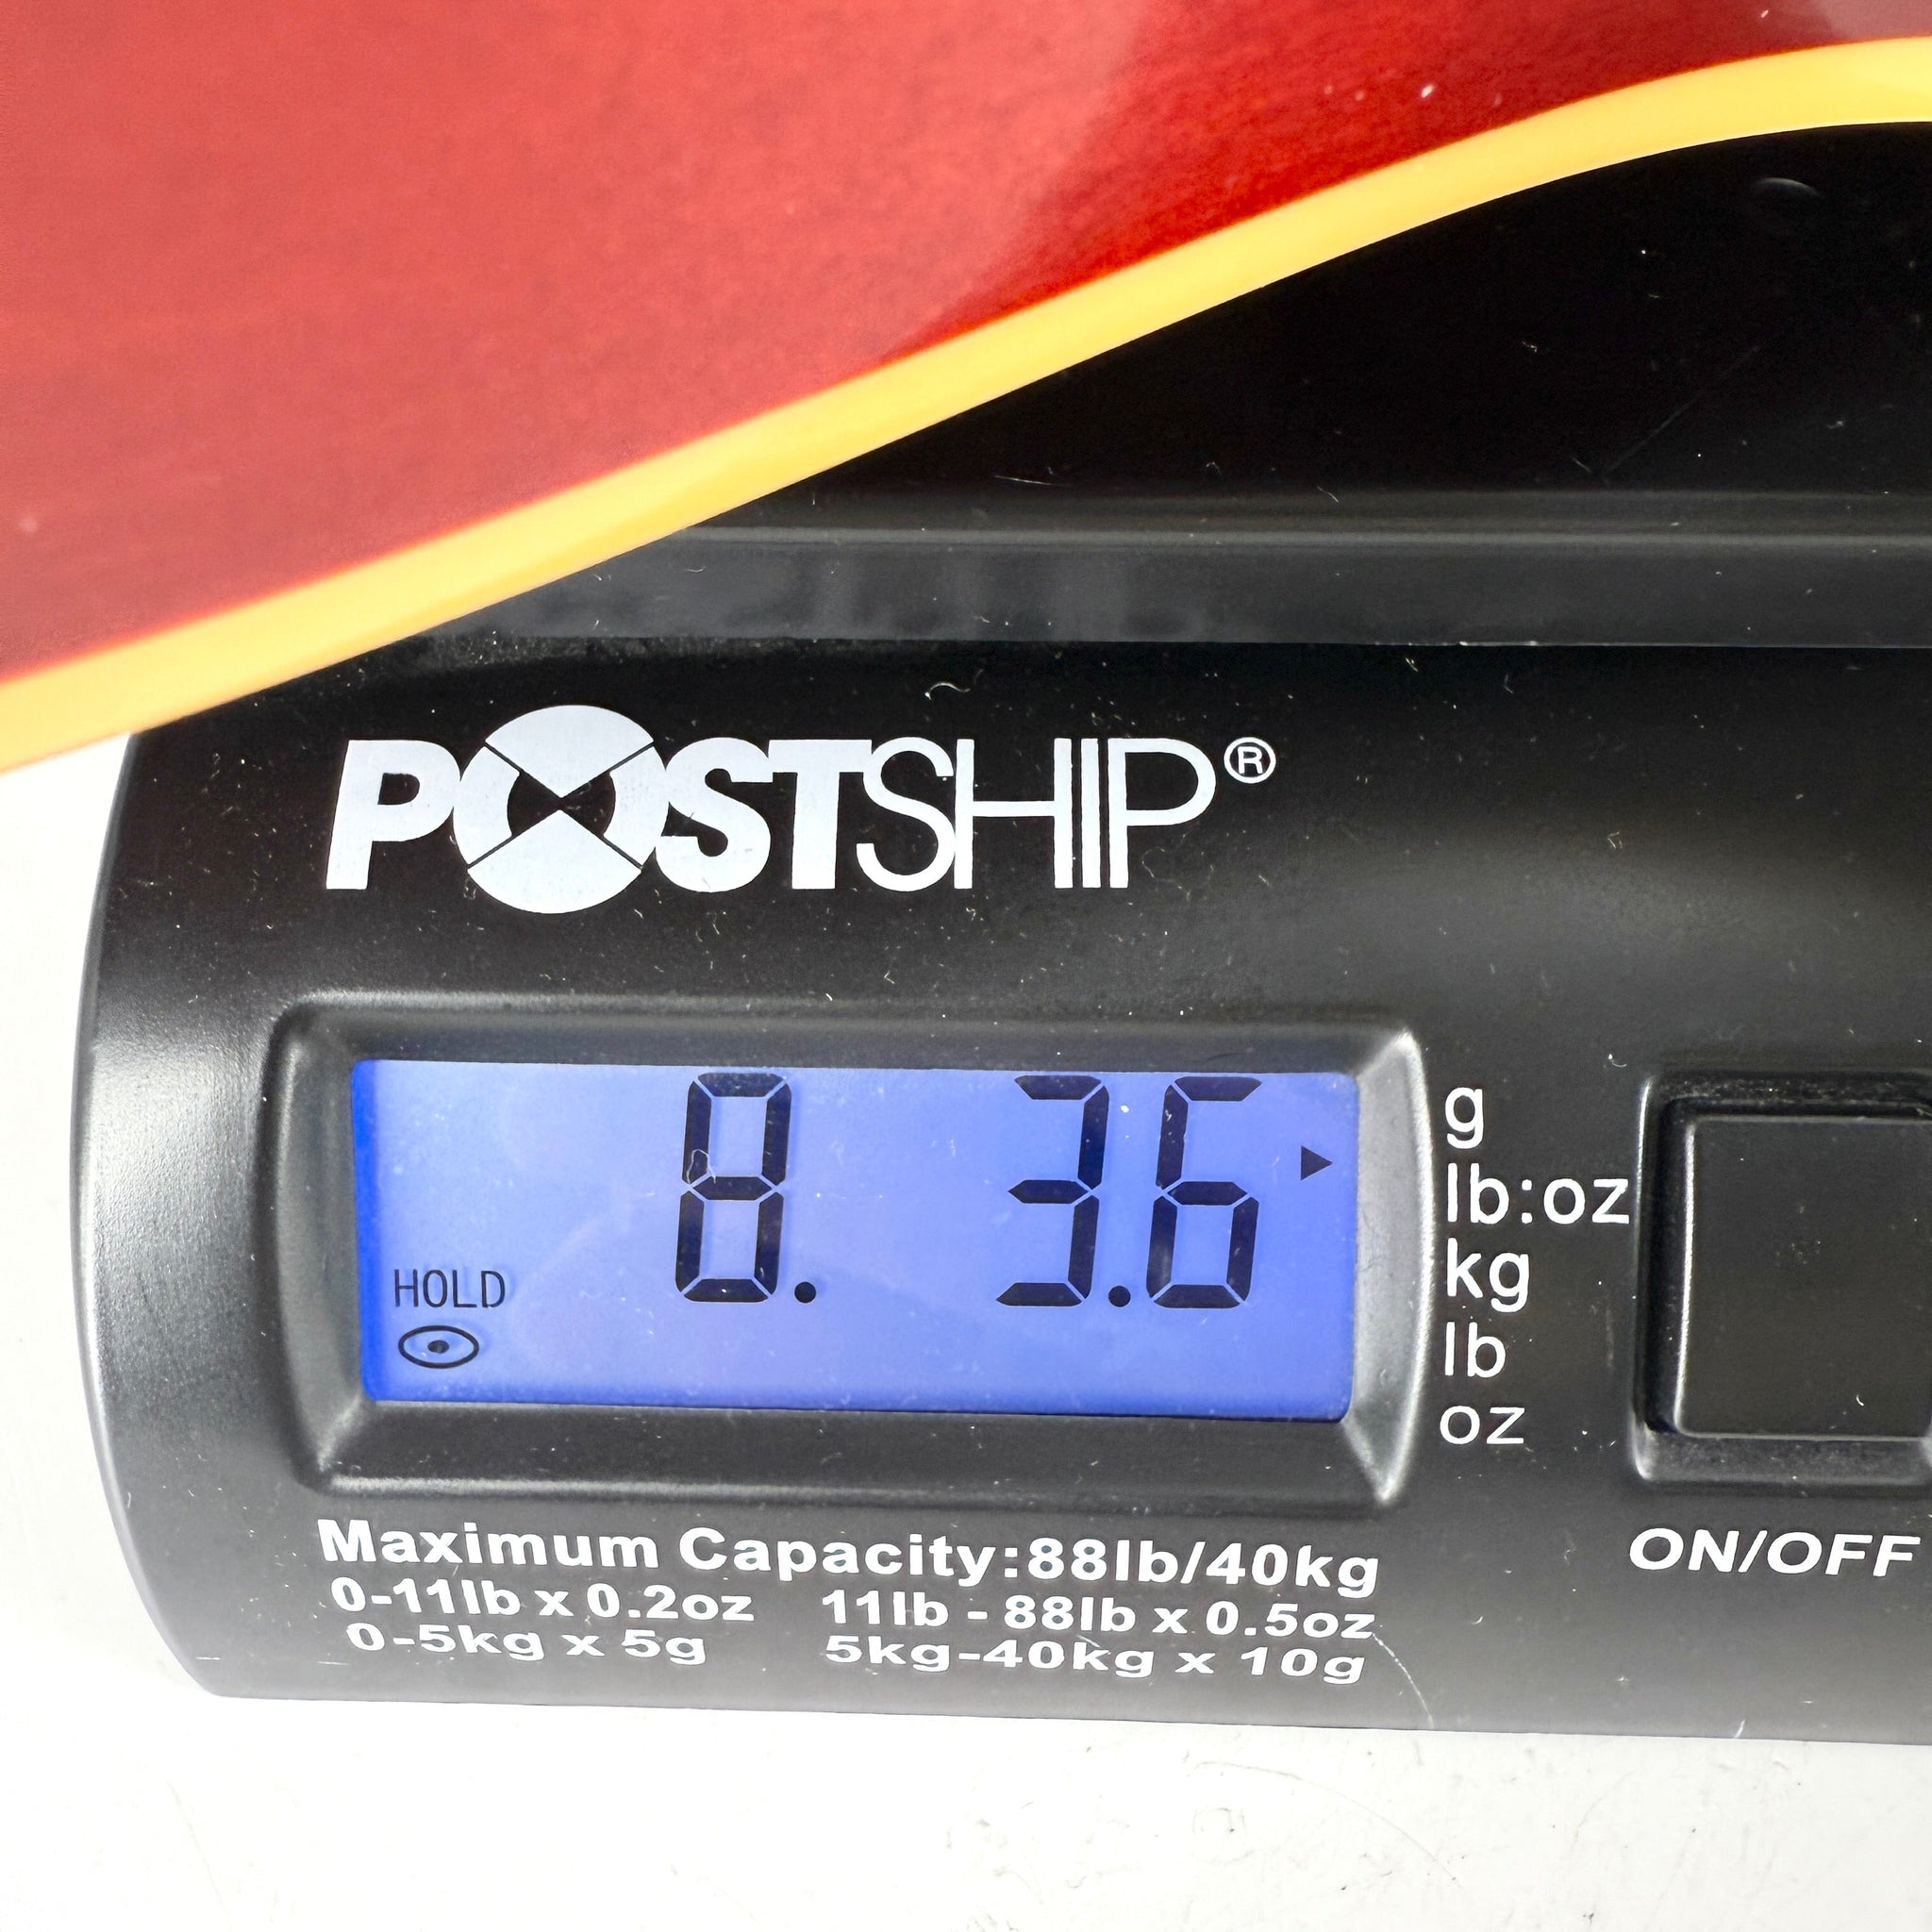 POSTSHIP®
8. 3.6
HOLD
g
lb:oz
kg
lb
oz
Maximum Capacity:88lb/40kg
0-11lb x 0.2oz 11lb - 88lb x 0.5oz
0-5kg x 5g 5kg-40kg x 10g
ON/OFF